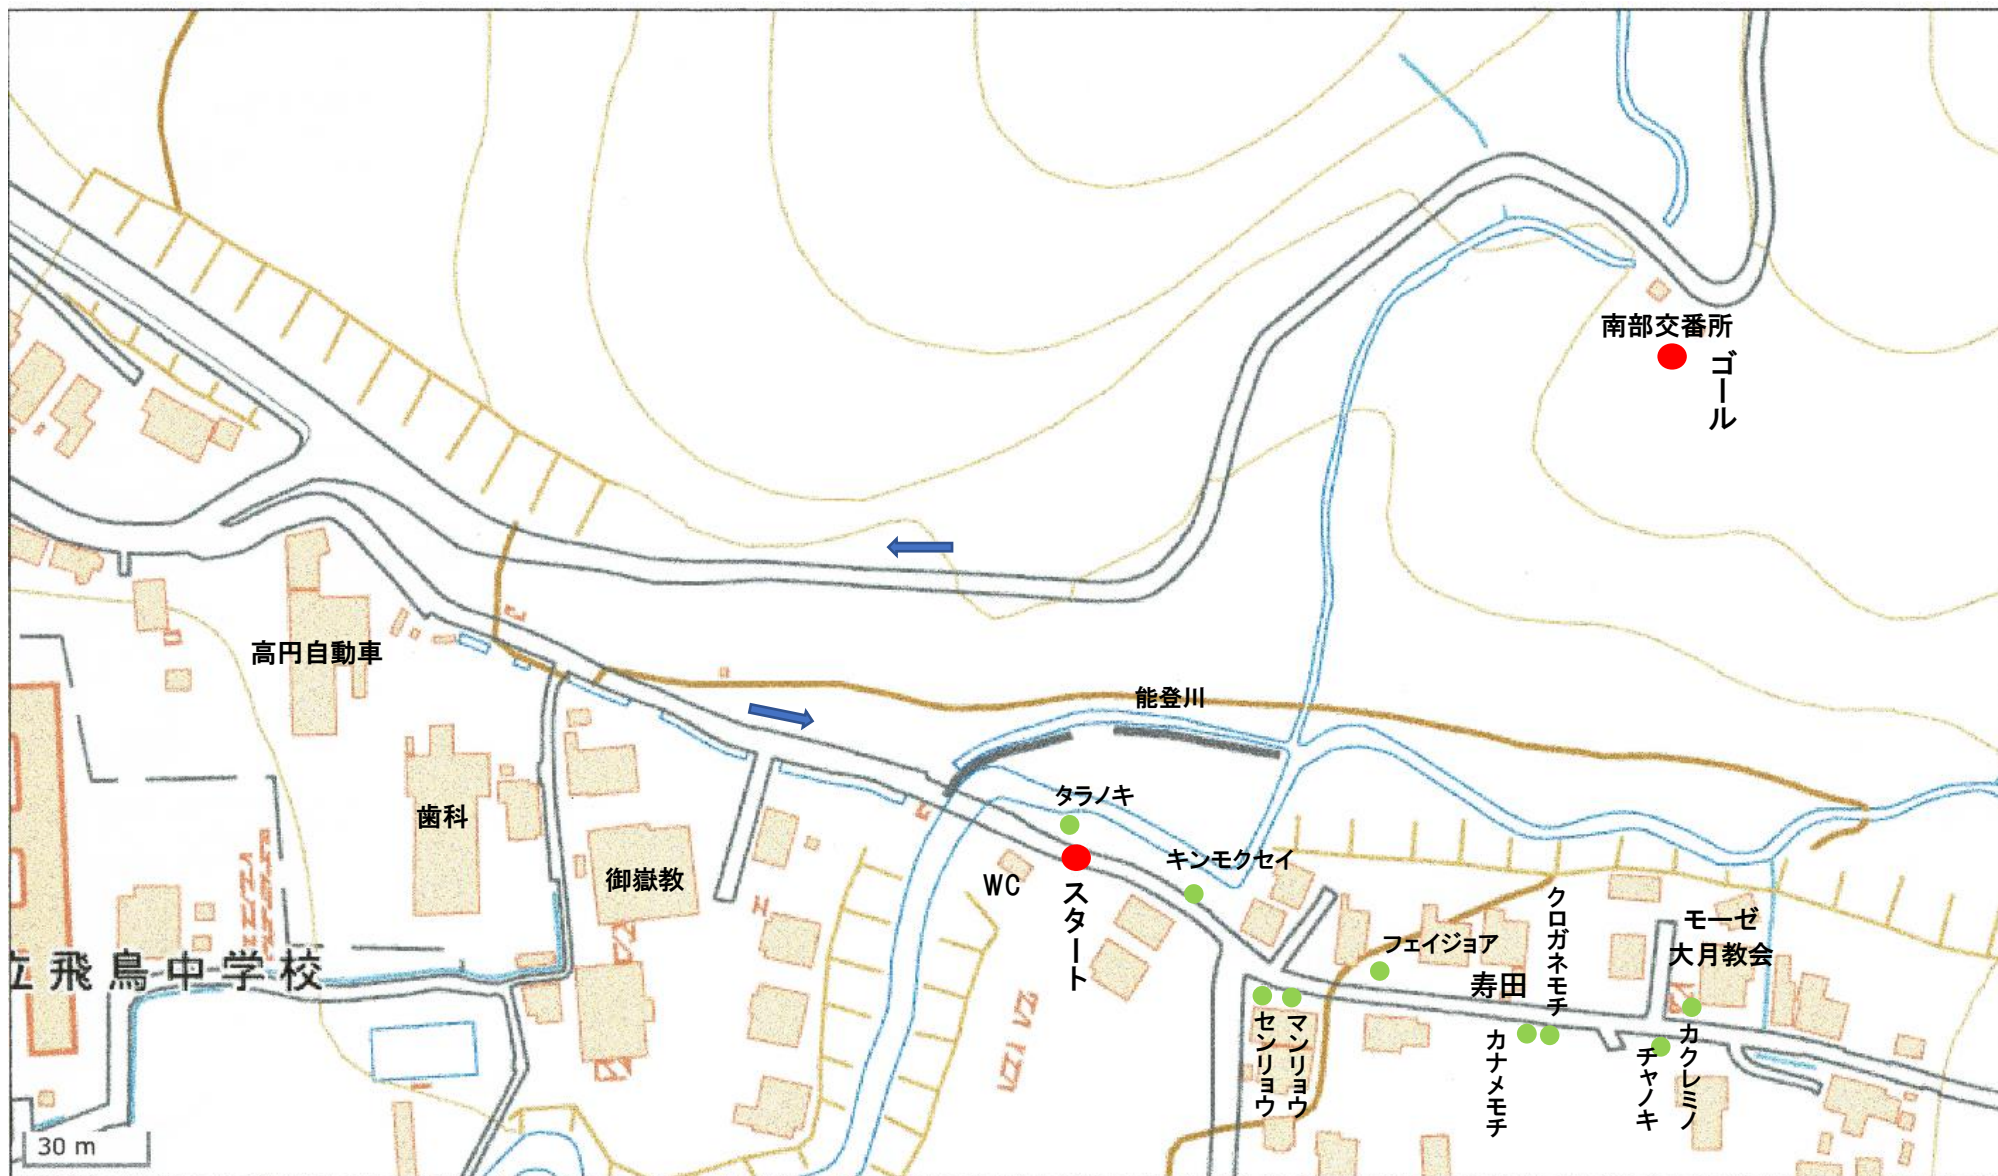 南部交番所
ゴール
能登川
高円自動車
タラノキ
歯科
キンモクセイ
御嶽教
WC
スタート
クロガネモチ
モーゼ
大月教会
フェイジョア
立飛鳥中学校
寿田
センリョウ
マンリョウ
カナメモチ
チャノキ
カクレミノ
30 m